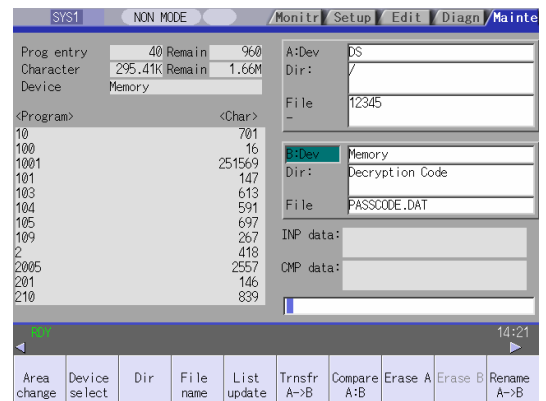 SYS1 NON MODE Monitr Setup Edit Diagn Mainte
Prog entry 40 Remain 960
Character 295.41K Remain 1.66M
Device Memory
<Program> <Char>
10 701
100 16
1001 251569
101 147
103 613
104 591
105 697
109 267
2 418
2005 2557
201 146
210 839
A:Dev DS
Dir: /
File 12345
-
B:Dev Memory
Dir: Decryption Code
File PASSCODE.DAT
INP data:
CMP data:
RDY 14:21
Area change
Device select
Dir
File name
List update
Trnsfr A->B
Compare A:B
Erase A
Erase B
Rename A->B